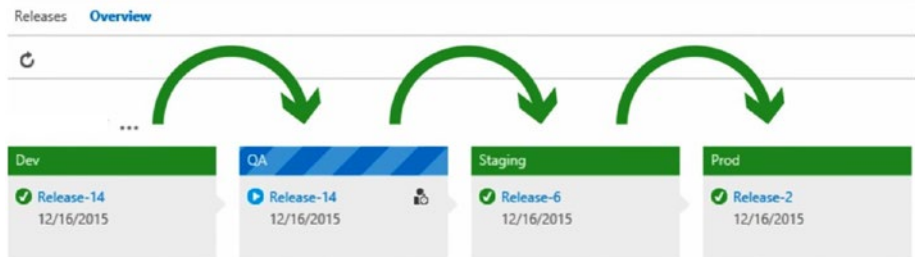 Releases Overview
...
Dev QA Staging Prod
Release-14 Release-14 Release-6 Release-2
12/16/2015 12/16/2015 12/16/2015 12/16/2015